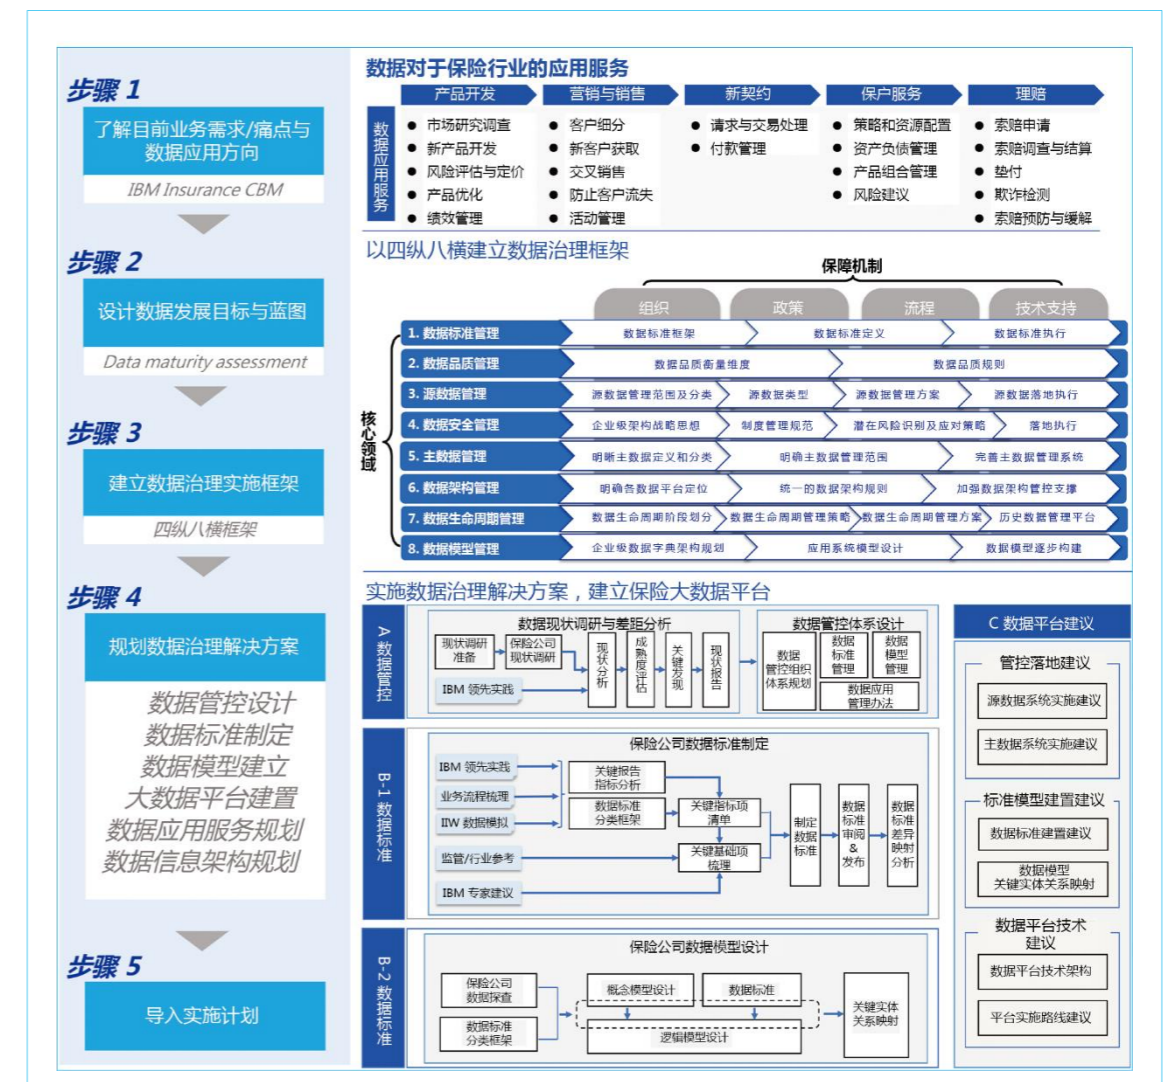 步骤 1
了解目前业务需求/痛点与
数据应用方向
IBM Insurance CBM
步骤 2
设计数据发展目标与蓝图
Data maturity assessment
步骤 3
建立数据治理实施框架
四纵八横框架
步骤 4
规划数据治理解决方案
数据管控设计
数据标准制定
数据模型建立
大数据平台建置
数据应用服务规划
数据信息架构规划
步骤 5
导入实施计划
数据对于保险行业的应用服务
数据应用服务
产品开发
市场研究调查
新产品开发
风险评估与定价
产品优化
绩效管理
营销与销售
客户细分
新客户获取
交叉销售
防止客户流失
活动管理
新契约
请求与交易处理
付款管理
保户服务
策略和资源配置
资产负债管理
产品组合管理
风险建议
理赔
索赔申请
索赔调查与结算
垫付
欺诈检测
索赔预防与缓解
以四纵八横建立数据治理框架
保障机制
组织 政策 流程 技术支持
核心领域
1. 数据标准管理 数据标准框架 数据标准定义 数据标准执行
2. 数据品质管理 数据品质衡量维度 数据品质规则
3. 源数据管理 源数据管理范围及分类 源数据类型 源数据管理方案 源数据落地执行
4. 数据安全管理 企业级架构战略思想 制度管理规范 潜在风险识别及应对策略 落地执行
5. 主数据管理 明晰主数据定义和分类 明确主数据管理范围 完善主数据管理系统
6. 数据架构管理 明确各数据平台定位 统一的数据架构规则 加强数据架构管控支撑
7. 数据生命周期管理 数据生命周期阶段划分 数据生命周期管理策略 数据生命周期管理方案 历史数据管理平台
8. 数据模型管理 企业级数据字典架构规划 应用系统模型设计 数据模型逐步构建
实施数据治理解决方案，建立保险大数据平台
A 数据管控
数据现状调研与差距分析
现状调研
准备
保险公司
现状调研
IBM 领先实践
现状分析
成熟度评估
关键发现
现状报告
数据管控体系设计
数据
管控组织
体系规划
数据
标准
管理
数据
模型
管理
数据应用
管理办法
B-1 数据标准
保险公司数据标准制定
IBM 领先实践
业务流程梳理
IIW 数据模拟
监管/行业参考
IBM 专家建议
关键报告
指标分析
数据标准
分类框架
关键指标项
清单
关键基础项
梳理
制定
数据
标准
数据
标准
审阅
&
发布
数据
标准
差异
映射
分析
B-2 数据标准
保险公司数据模型设计
保险公司
数据探查
数据标准
分类框架
概念模型设计
数据标准
逻辑模型设计
关键实体
关系映射
C 数据平台建议
管控落地建议
源数据系统实施建议
主数据系统实施建议
标准模型建置建议
数据标准建置建议
数据模型
关键实体关系映射
数据平台技术
建议
数据平台技术架构
平台实施路线建议